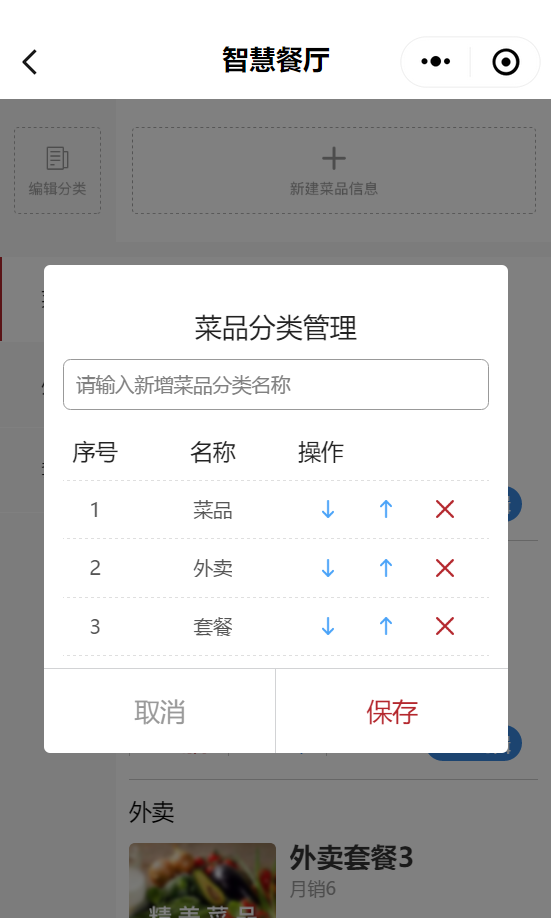 智慧餐厅
编辑分类
新建菜品信息
菜品分类管理
请输入新增菜品分类名称
序号 名称 操作
1 菜品
2 外卖
3 套餐
取消 保存
外卖
外卖套餐3
月销6
精美菜品